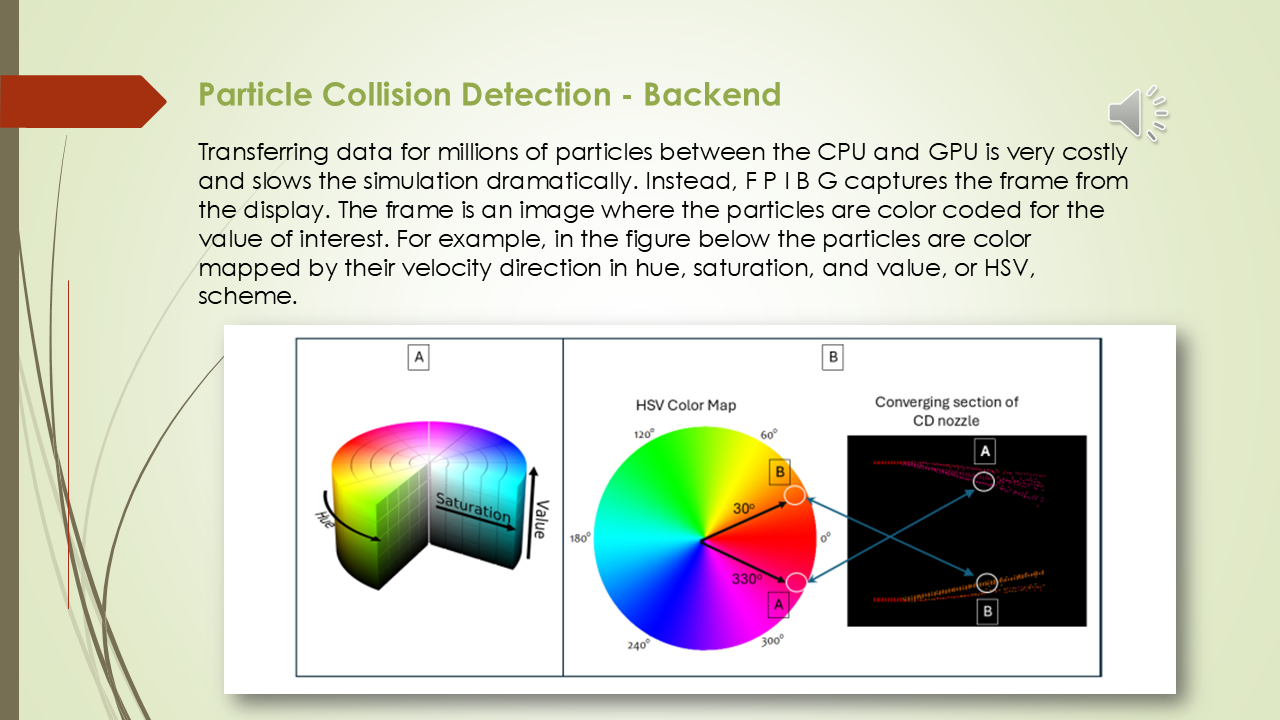 Particle Collision Detection - Backend
Transferring data for millions of particles between the CPU and GPU is very costly
and slows the simulation dramatically. Instead, F P I B G captures the frame from
the display. The frame is an image where the particles are color coded for the
value of interest. For example, in the figure below the particles are color
mapped by their velocity direction in hue, saturation, and value, or HSV,
scheme.
A
Hue
Saturation
Value
B
HSV Color Map
120°
60°
B
30°
180°
0°
330°
A
240°
300°
Converging section of
CD nozzle
A
B